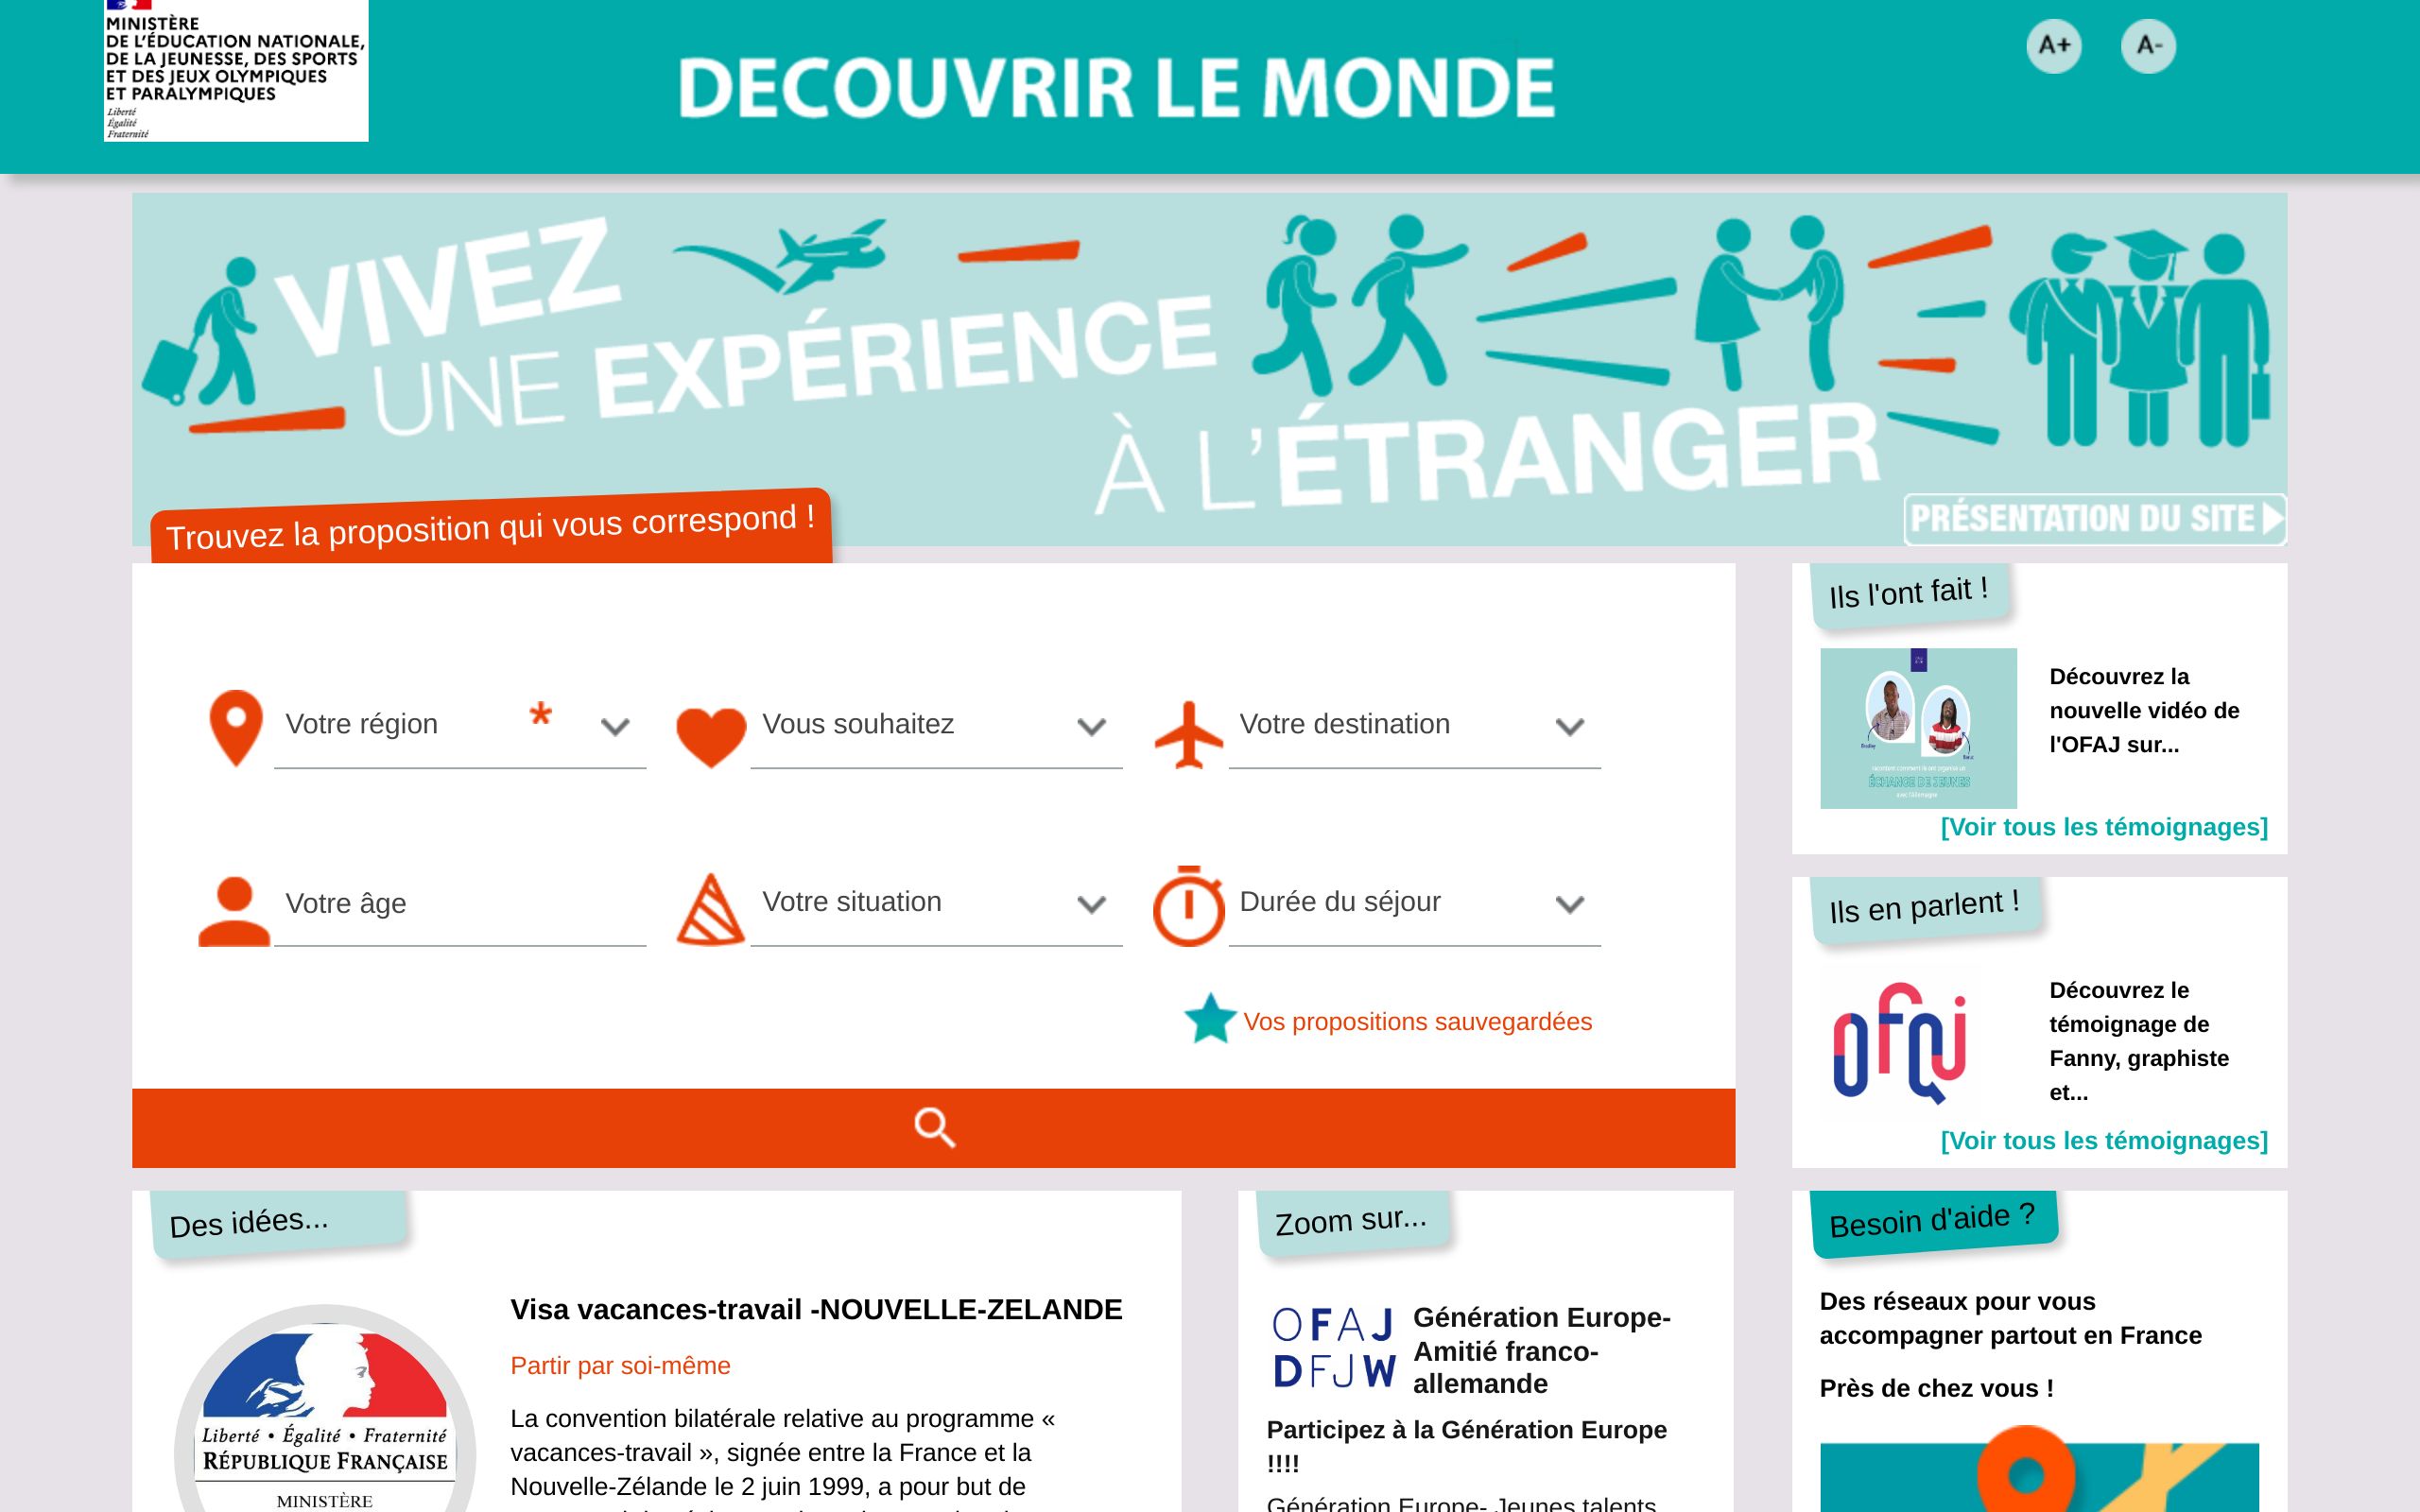 MINISTÈRE
DE L'ÉDUCATION NATIONALE,
DE LA JEUNESSE, DES SPORTS
ET DES JEUX OLYMPIQUES
ET PARALYMPIQUES
Liberté
Égalité
Fraternité
DECOUVRIR LE MONDE
A+ A-
VIVEZ
UNE EXPÉRIENCE
À L'ÉTRANGER
PRÉSENTATION DU SITE
Trouvez la proposition qui vous correspond !
Votre région * Vous souhaitez Votre destination
Votre âge Votre situation Durée du séjour
Vos propositions sauvegardées
Ils l'ont fait !
ÉCHANGE DE JEUNES
avec l'Allemagne
Découvrez la
nouvelle vidéo de
l'OFAJ sur...
[Voir tous les témoignages]
Ils en parlent !
ofaj
Découvrez le
témoignage de
Fanny, graphiste
et...
[Voir tous les témoignages]
Des idées...
Liberté • Égalité • Fraternité
RÉPUBLIQUE FRANÇAISE
MINISTÈRE
Visa vacances-travail -NOUVELLE-ZELANDE
Partir par soi-même
La convention bilatérale relative au programme «
vacances-travail », signée entre la France et la
Nouvelle-Zélande le 2 juin 1999, a pour but de
Zoom sur...
OFAJ
DFJW
Génération Europe-
Amitié franco-
allemande
Participez à la Génération Europe
!!!!
Génération Europe- Jeunes talents
Besoin d'aide ?
Des réseaux pour vous
accompagner partout en France
Près de chez vous !